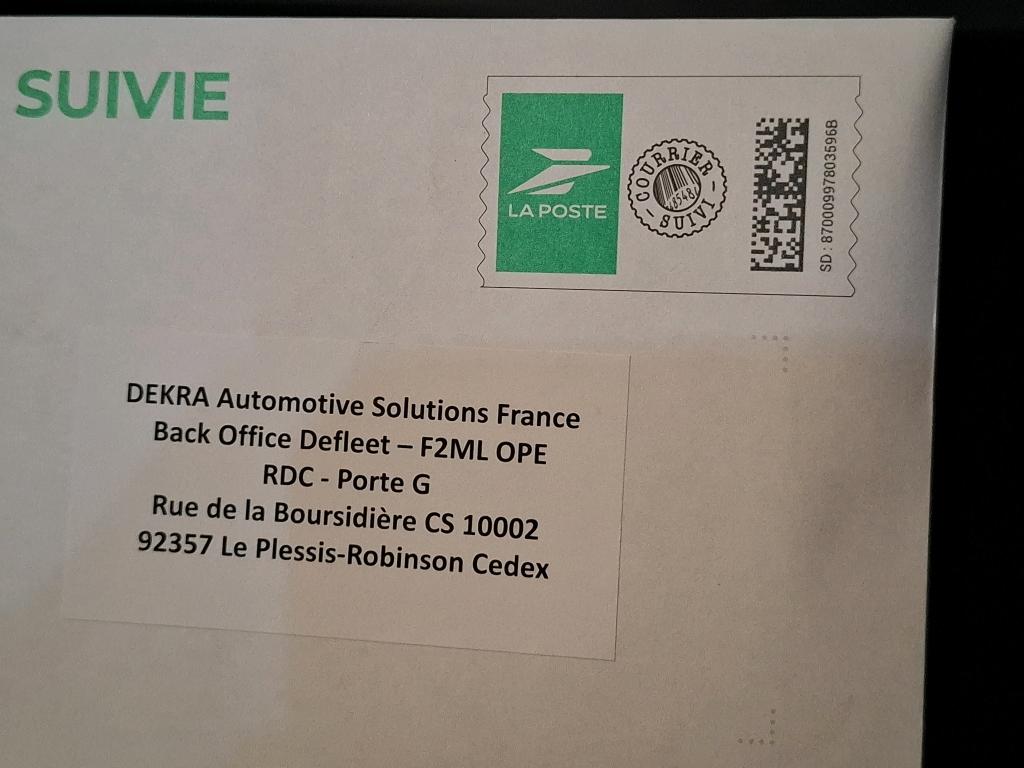 SUIVIE
LA POSTE
COURRIER
SUIVI
SD : 87000997803596B
DEKRA Automotive Solutions France
Back Office Defleet – F2ML OPE
RDC - Porte G
Rue de la Boursidière CS 10002
92357 Le Plessis-Robinson Cedex